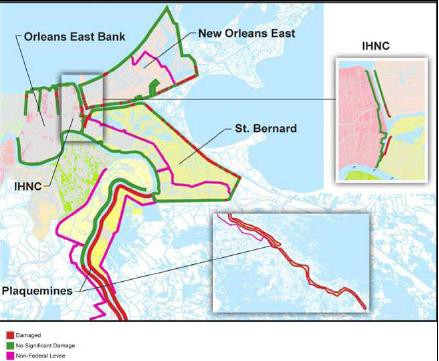 Orleans East Bank
New Orleans East
IHNC
St. Bernard
IHNC
Plaquemines
Damaged
No Significant Damage
Non-Federal Levee